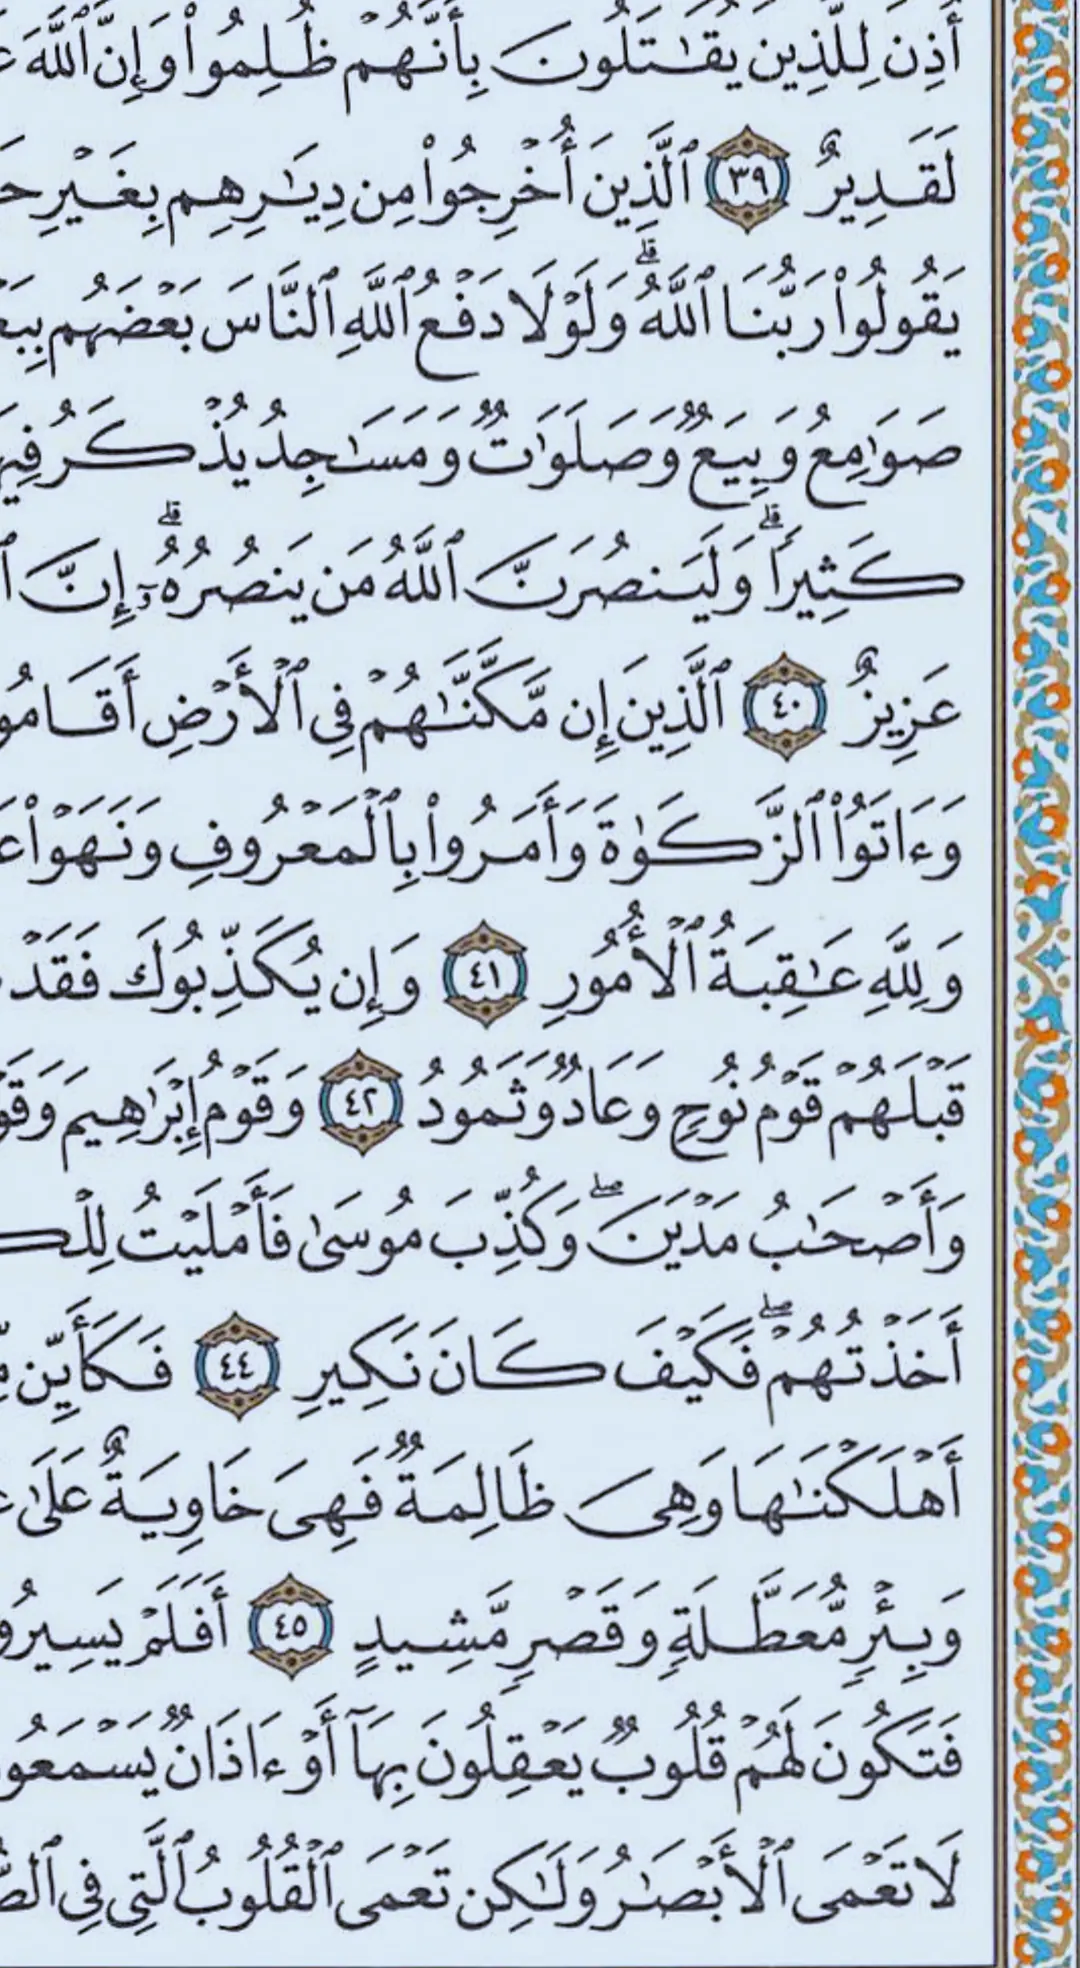 أُذِنَ لِلَّذِينَ يُقَٰتَلُونَ بِأَنَّهُمْ ظُلِمُوا۟ وَإِنَّ ٱللَّهَ
لَقَدِيرٌ ٣٩ ٱلَّذِينَ أُخْرِجُوا۟ مِن دِيَٰرِهِم بِغَيْرِ
يَقُولُوا۟ رَبُّنَا ٱللَّهُ ۗ وَلَوْلَا دَفْعُ ٱللَّهِ ٱلنَّاسَ بَعْضَهُم
صَوَٰمِعُ وَبِيَعٌ وَصَلَوَٰتٌ وَمَسَٰجِدُ يُذْكَرُ
كَثِيرًا ۗ وَلَيَنصُرَنَّ ٱللَّهُ مَن يَنصُرُهُۥٓ ۗ إِنَّ
عَزِيزٌ ٤٠ ٱلَّذِينَ إِن مَّكَّنَّٰهُمْ فِى ٱلْأَرْضِ
وَءَاتَوُا۟ ٱلزَّكَوٰةَ وَأَمَرُوا۟ بِٱلْمَعْرُوفِ وَنَهَوْا۟
وَلِلَّهِ عَٰقِبَةُ ٱلْأُمُورِ ٤١ وَإِن يُكَذِّبُوكَ فَقَدْ
قَبْلَهُمْ قَوْمُ نُوحٍ وَعَادٌ وَثَمُودُ ٤٢ وَقَوْمُ إِبْرَٰهِيمَ
وَأَصْحَٰبُ مَدْيَنَ ۖ وَكُذِّبَ مُوسَىٰ فَأَمْلَيْتُ
أَخَذْتُهُمْ ۖ فَكَيْفَ كَانَ نَكِيرِ ٤٤ فَكَأَيِّن
أَهْلَكْنَٰهَا وَهِىَ ظَالِمَةٌ فَهِىَ خَاوِيَةٌ عَلَىٰ
وَبِئْرٍ مُّعَطَّلَةٍ وَقَصْرٍ مَّشِيدٍ ٤٥ أَفَلَمْ
فَتَكُونَ لَهُمْ قُلُوبٌ يَعْقِلُونَ بِهَآ أَوْ ءَاذَانٌ
لَا تَعْمَى ٱلْأَبْصَٰرُ وَلَٰكِن تَعْمَى ٱلْقُلُوبُ ٱلَّتِى فِى